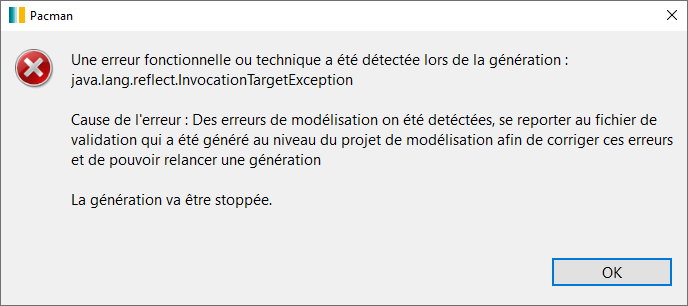 Pacman
Une erreur fonctionnelle ou technique a été détectée lors de la génération :
java.lang.reflect.InvocationTargetException
Cause de l'erreur : Des erreurs de modélisation on été detéctées, se reporter au fichier de
validation qui a été généré au niveau du projet de modélisation afin de corriger ces erreurs
et de pouvoir relancer une génération
La génération va être stoppée.
OK